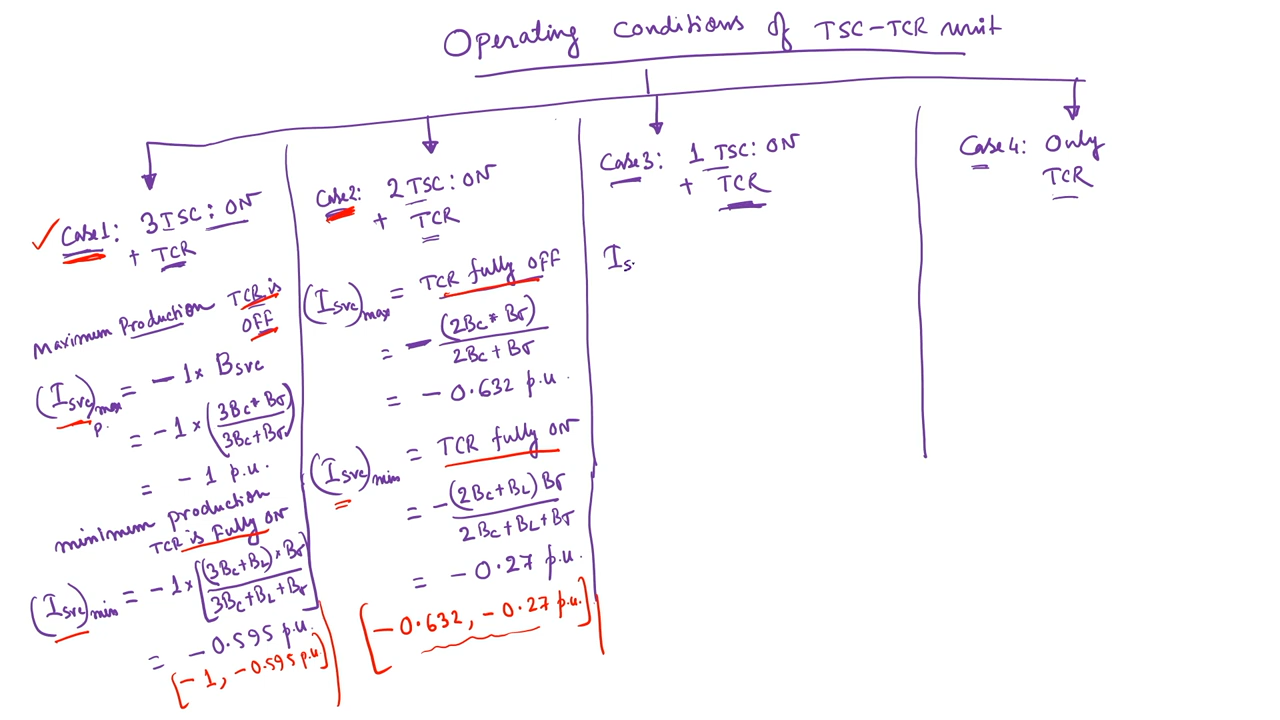 Operating Conditions of TSC-TCR unit
Case1: 3TSC: ON
+ TCR
Maximum Production TCR is
OFF
(Isvc)max p. = - 1 x Bsvc
= - 1 x (3Bc * Bσ / 3Bc + Bσ)
= - 1 p.u.
minimum production
TCR is Fully ON
(Isvc)min = - 1 x [(3Bc+BL) * Bσ / 3Bc + BL + Bσ]
= - 0.595 p.u.
[-1, -0.595 p.u.]
Case2: 2TSC: ON
+ TCR
(Isvc)max = TCR fully OFF
= - (2Bc * Bσ) / 2Bc + Bσ
= - 0.632 p.u.
(Isvc)min = TCR fully ON
= - (2Bc + BL) Bσ / 2Bc + BL + Bσ
= - 0.27 p.u.
[-0.632, -0.27 p.u.]
Case3: 1 TSC: ON
+ TCR
Is
Case4: Only
TCR